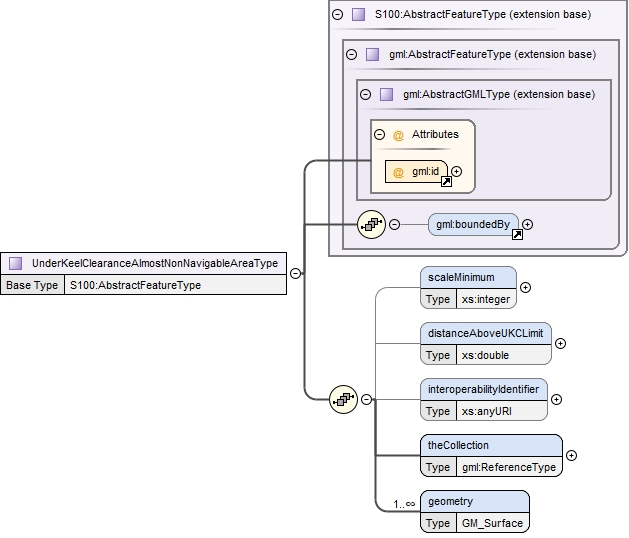 S100:AbstractFeatureType (extension base)
gml:AbstractFeatureType (extension base)
gml:AbstractGMLType (extension base)
@ Attributes
@ gml:id
gml:boundedBy
UnderKeelClearanceAlmostNonNavigableAreaType
Base Type S100:AbstractFeatureType
scaleMinimum
Type xs:integer
distanceAboveUKCLimit
Type xs:double
interoperabilityIdentifier
Type xs:anyURI
theCollection
Type gml:ReferenceType
1..∞
geometry
Type GM_Surface